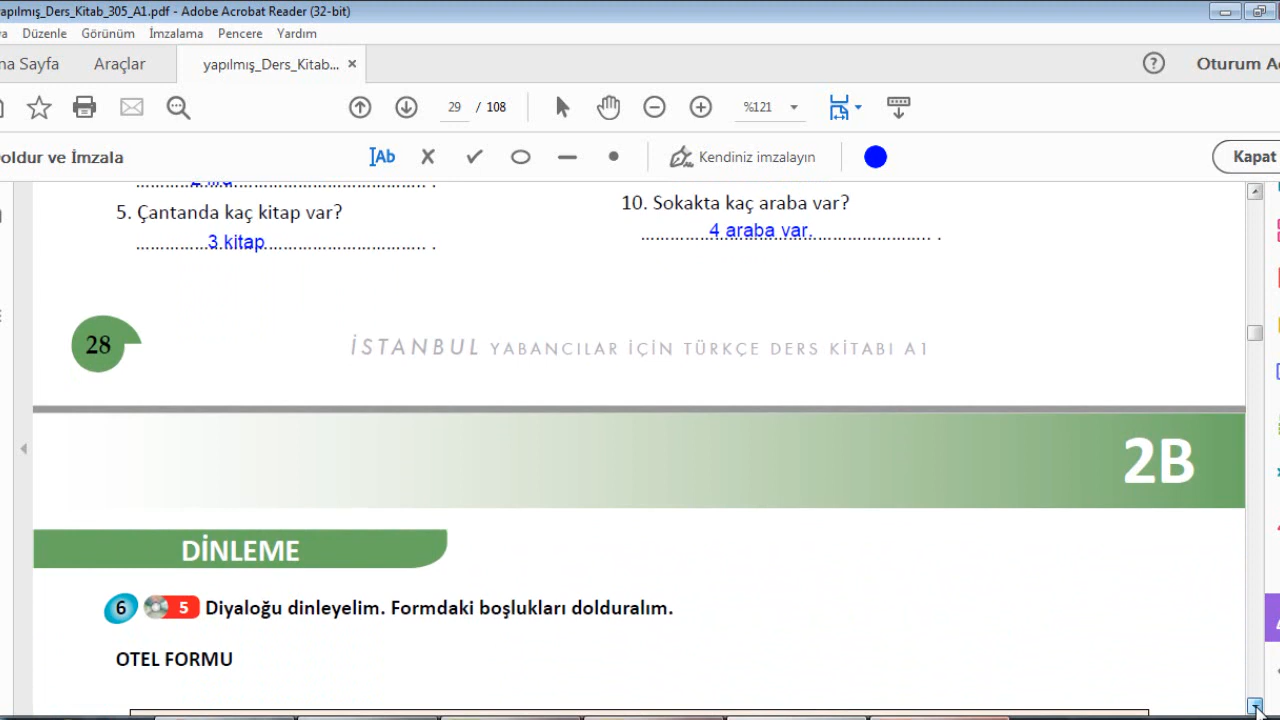 yapılmış_Ders_Kitab_305_A1.pdf - Adobe Acrobat Reader (32-bit)
Düzenle Görünüm İmzalama Pencere Yardım
na Sayfa Araçlar yapılmış_Ders_Kitab... × ? Oturum A
29 / 108 %121
oldur ve İmzala Ab Kendiniz imzalayın Kapat
5. Çantanda kaç kitap var?
3 kitap
10. Sokakta kaç araba var?
4 araba var.
28
İSTANBUL YABANCILAR İÇİN TÜRKÇE DERS KİTABI A1
2B
DİNLEME
6 5 Diyaloğu dinleyelim. Formdaki boşlukları dolduralım.
OTEL FORMU